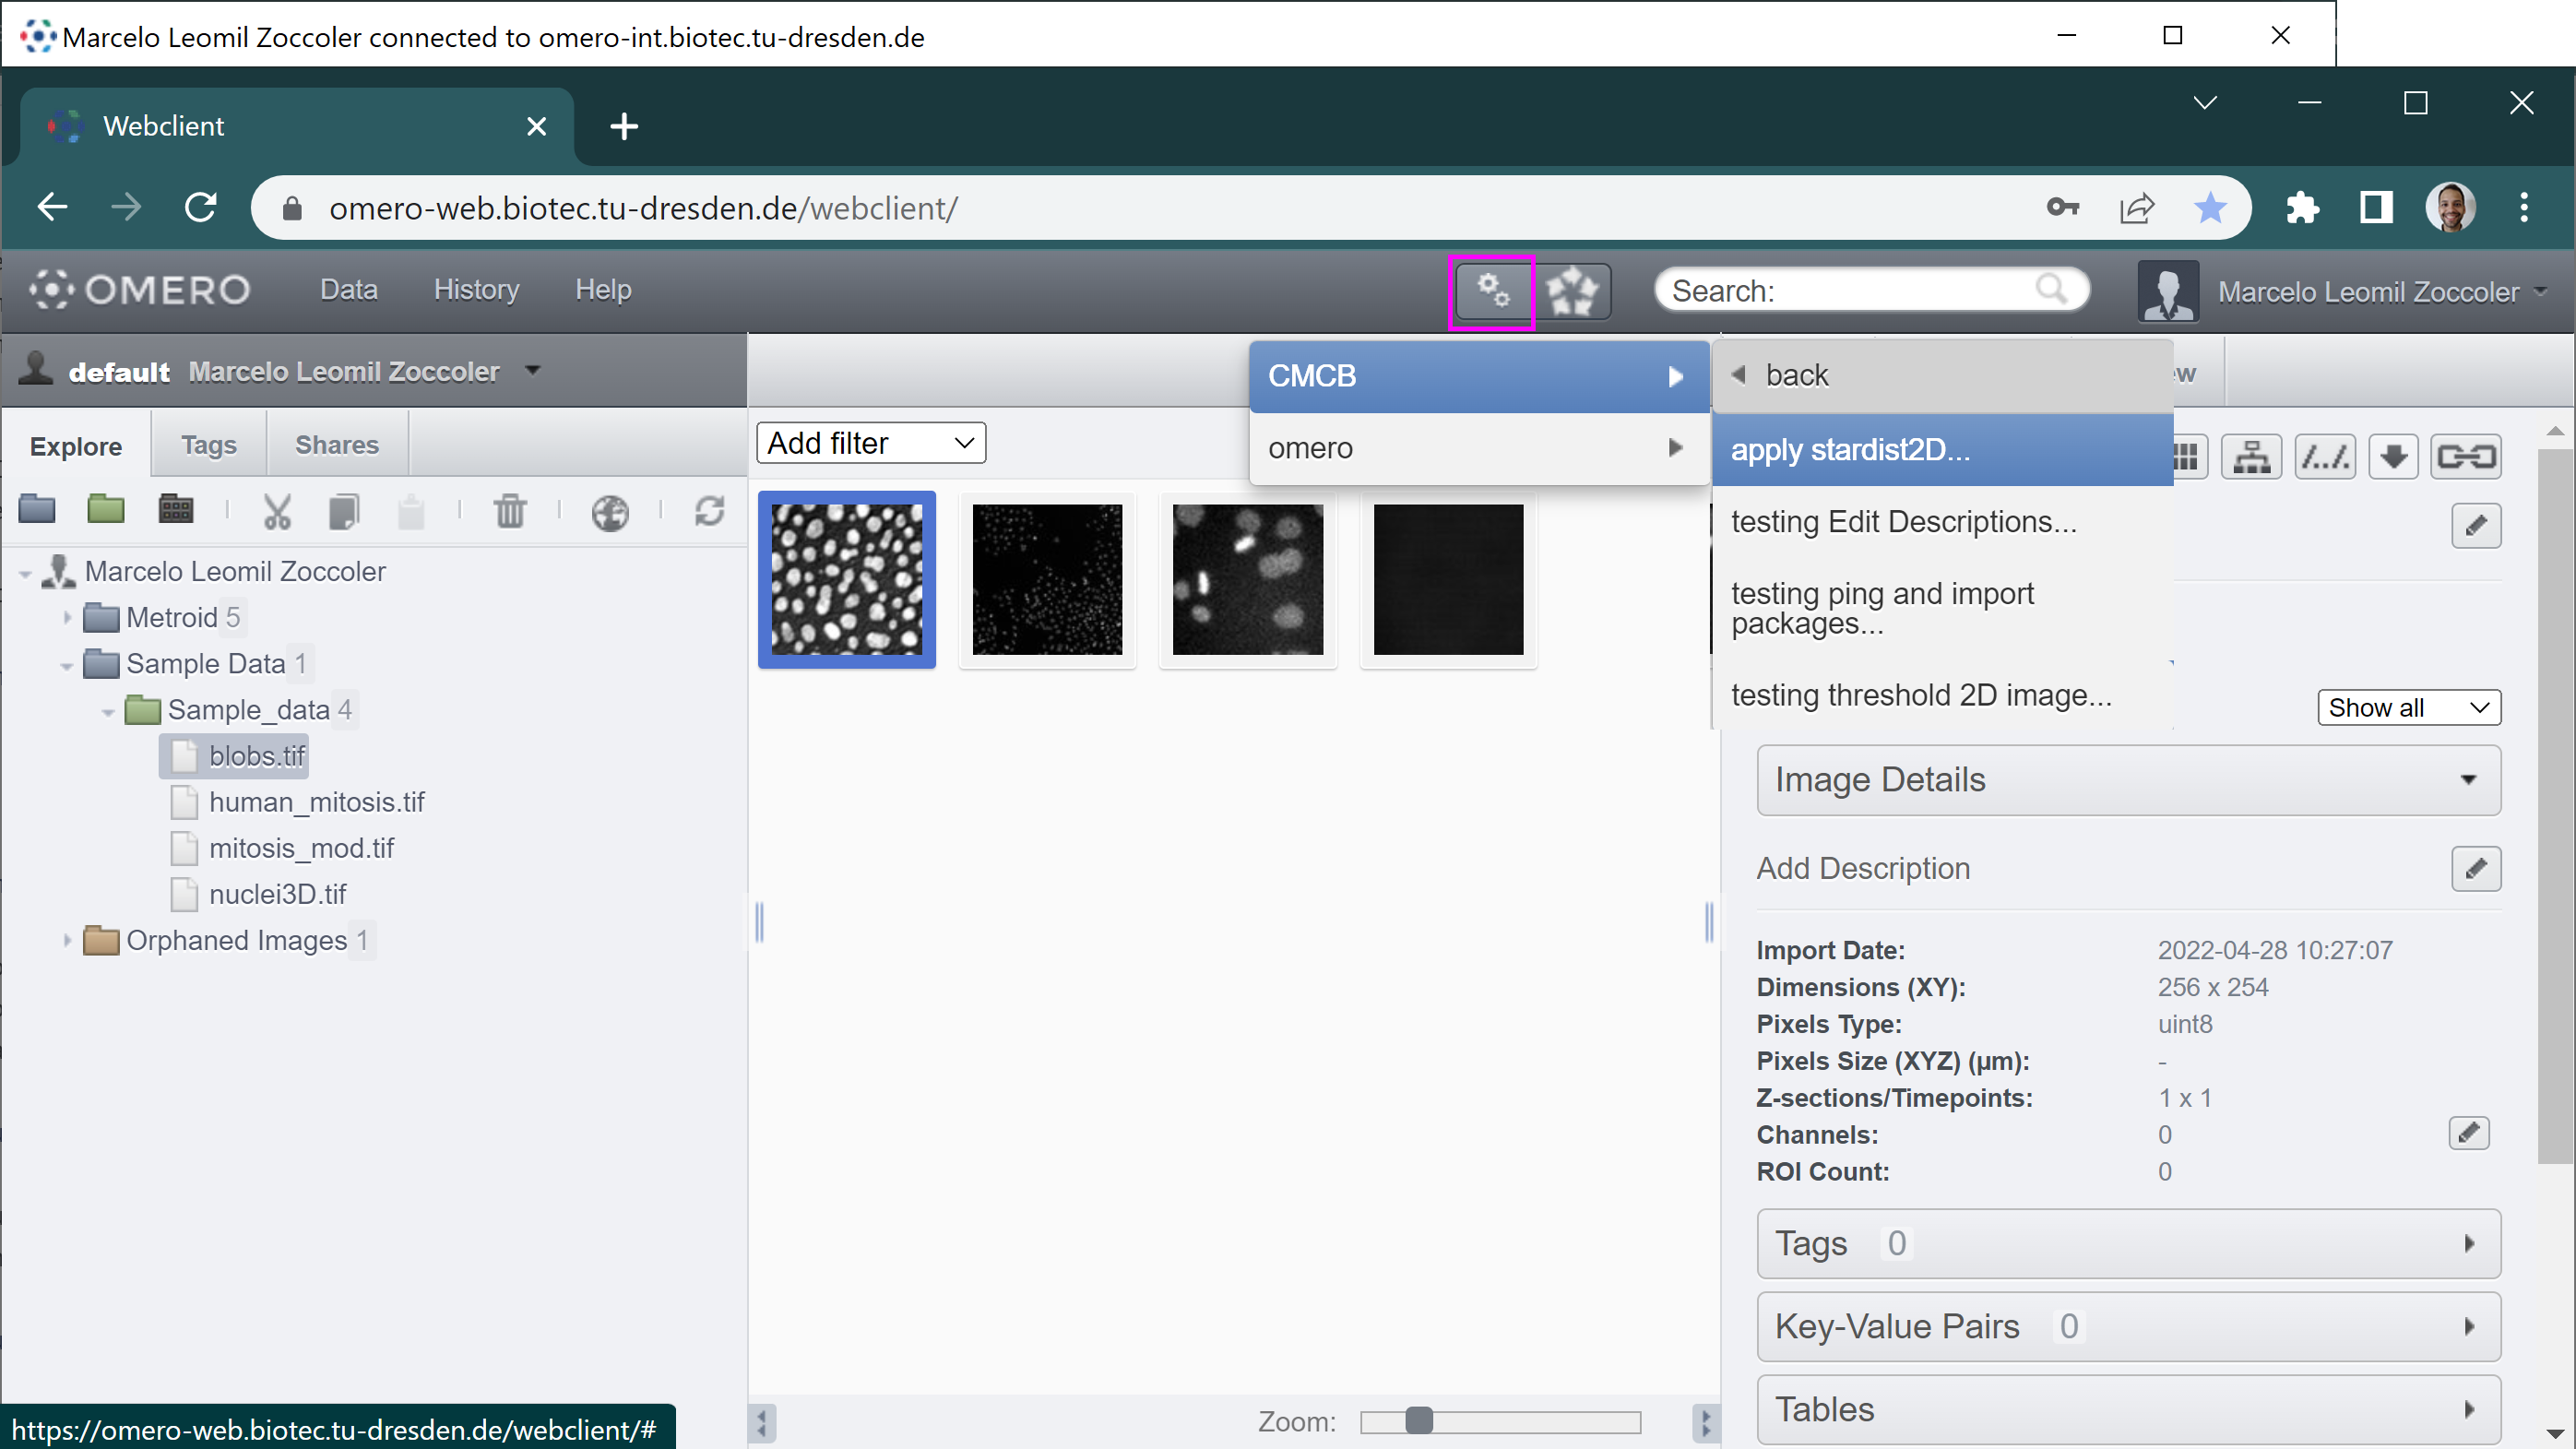 Marcelo Leomil Zoccoler connected to omero-int.biotec.tu-dresden.de
Webclient
omero-web.biotec.tu-dresden.de/webclient/
OMERO Data History Help Search: Marcelo Leomil Zoccoler
default Marcelo Leomil Zoccoler
CMCB
omero
back
apply stardist2D...
testing Edit Descriptions...
testing ping and import
packages...
testing threshold 2D image...
Explore Tags Shares
Add filter
Marcelo Leomil Zoccoler
Metroid 5
Sample Data 1
Sample_data 4
blobs.tif
human_mitosis.tif
mitosis_mod.tif
nuclei3D.tif
Orphaned Images 1
Show all
Image Details
Add Description
Import Date: 2022-04-28 10:27:07
Dimensions (XY): 256 x 254
Pixels Type: uint8
Pixels Size (XYZ) (µm): -
Z-sections/Timepoints: 1 x 1
Channels: 0
ROI Count: 0
Tags 0
Key-Value Pairs 0
Tables
Zoom:
https://omero-web.biotec.tu-dresden.de/webclient/#